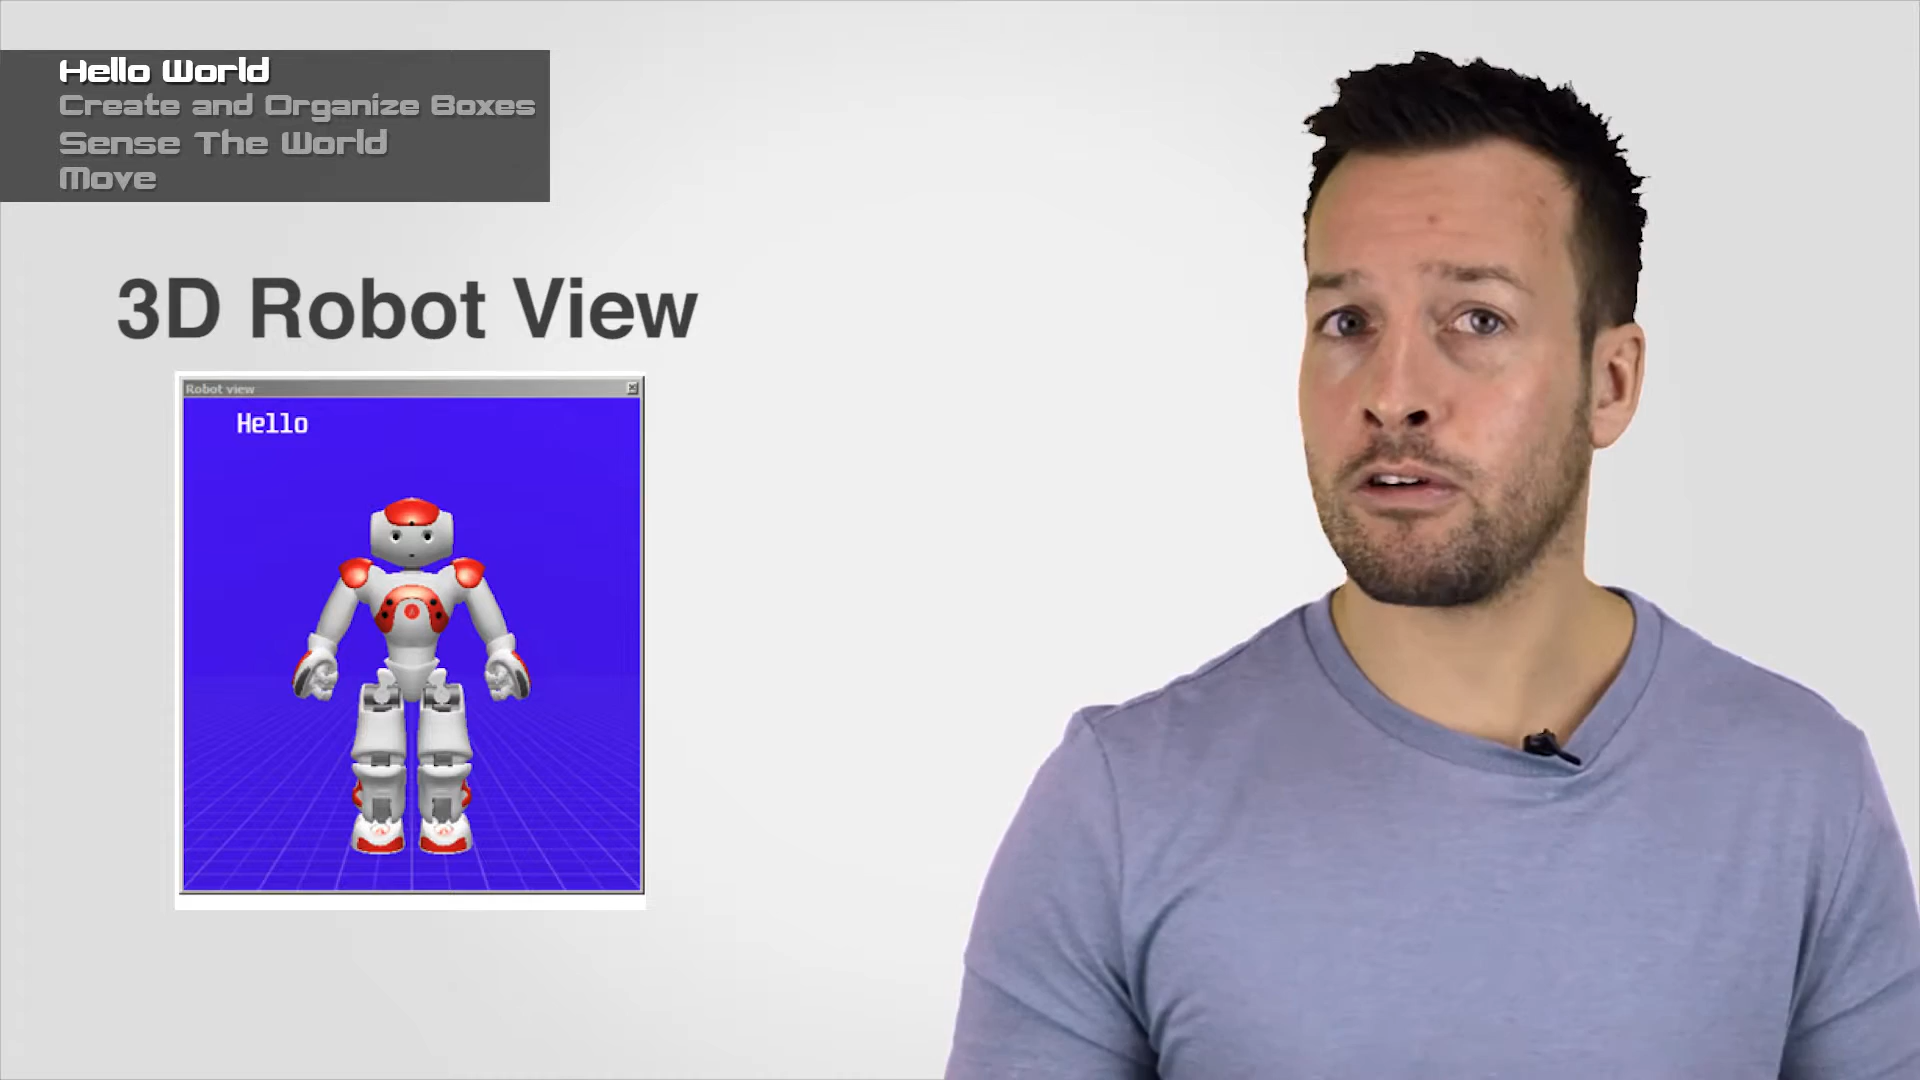 Hello World
Create and Organize Boxes
Sense The World
Move
3D Robot View
Robot view
Hello